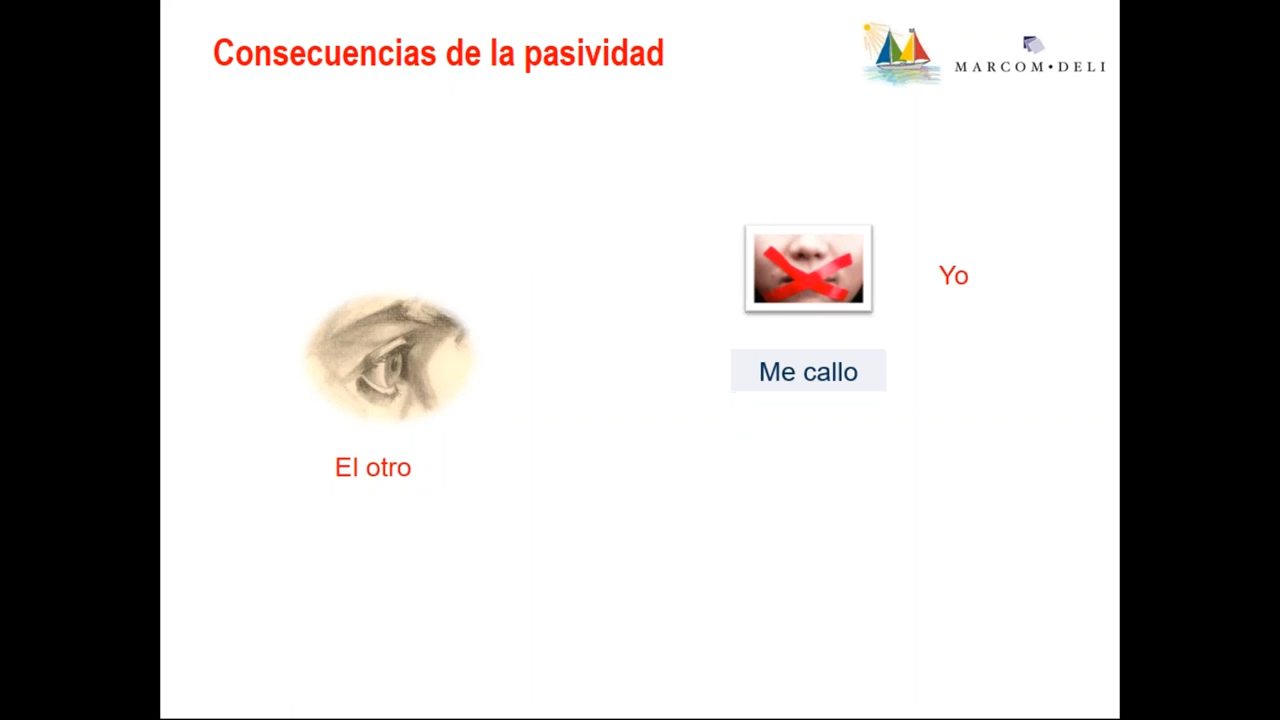 Consecuencias de la pasividad
MARCOM•DELI
Yo
Me callo
El otro